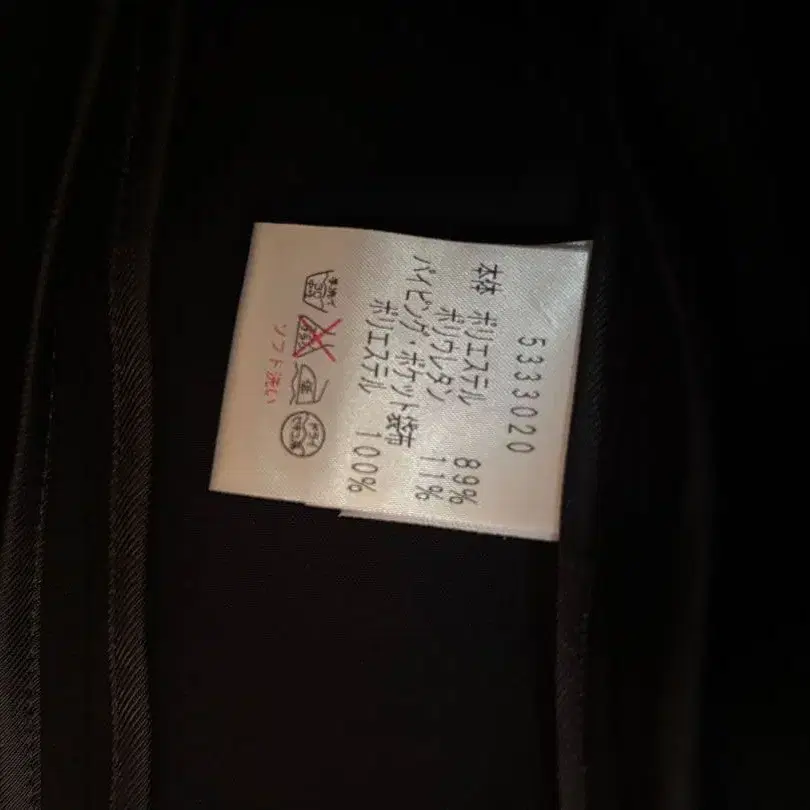 5333020
本体 ポリエステル 89%
ポリウレタン 11%
パイピング・ポケット袋布
ポリエステル 100%
ソフト洗い